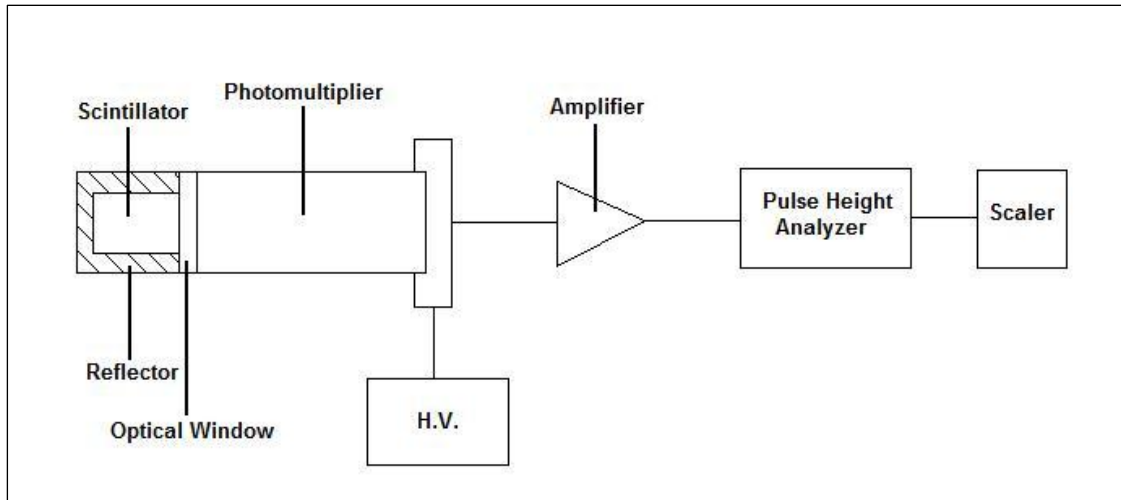 Photomultiplier
Scintillator
Amplifier
Pulse Height
Analyzer
Scaler
Reflector
Optical Window
H.V.